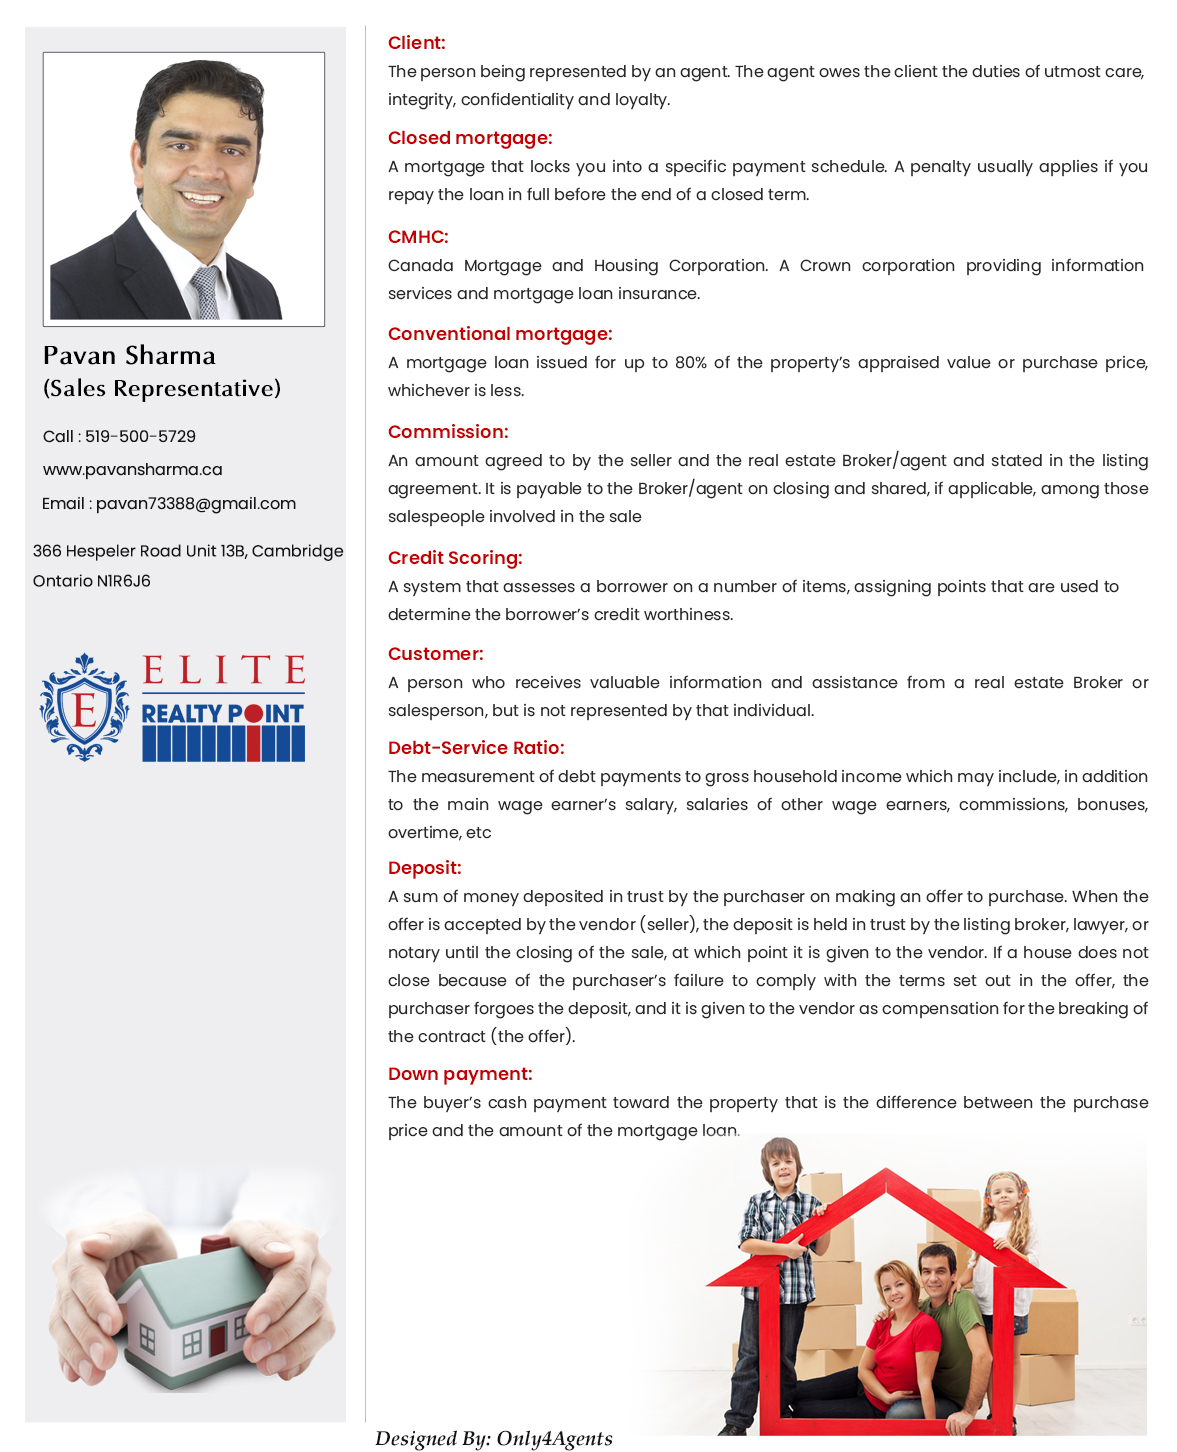 Pavan Sharma
(Sales Representative)
Call : 519-500-5729
www.pavansharma.ca
Email : pavan73388@gmail.com
366 Hespeler Road Unit 13B, Cambridge
Ontario N1R6J6
E
ELITE
REALTY POINT
Client:
The person being represented by an agent. The agent owes the client the duties of utmost care,
integrity, confidentiality and loyalty.
Closed mortgage:
A mortgage that locks you into a specific payment schedule. A penalty usually applies if you
repay the loan in full before the end of a closed term.
CMHC:
Canada Mortgage and Housing Corporation. A Crown corporation providing information
services and mortgage loan insurance.
Conventional mortgage:
A mortgage loan issued for up to 80% of the property’s appraised value or purchase price,
whichever is less.
Commission:
An amount agreed to by the seller and the real estate Broker/agent and stated in the listing
agreement. It is payable to the Broker/agent on closing and shared, if applicable, among those
salespeople involved in the sale
Credit Scoring:
A system that assesses a borrower on a number of items, assigning points that are used to
determine the borrower’s credit worthiness.
Customer:
A person who receives valuable information and assistance from a real estate Broker or
salesperson, but is not represented by that individual.
Debt-Service Ratio:
The measurement of debt payments to gross household income which may include, in addition
to the main wage earner’s salary, salaries of other wage earners, commissions, bonuses,
overtime, etc
Deposit:
A sum of money deposited in trust by the purchaser on making an offer to purchase. When the
offer is accepted by the vendor (seller), the deposit is held in trust by the listing broker, lawyer, or
notary until the closing of the sale, at which point it is given to the vendor. If a house does not
close because of the purchaser’s failure to comply with the terms set out in the offer, the
purchaser forgoes the deposit, and it is given to the vendor as compensation for the breaking of
the contract (the offer).
Down payment:
The buyer’s cash payment toward the property that is the difference between the purchase
price and the amount of the mortgage loan.
Designed By: Only4Agents